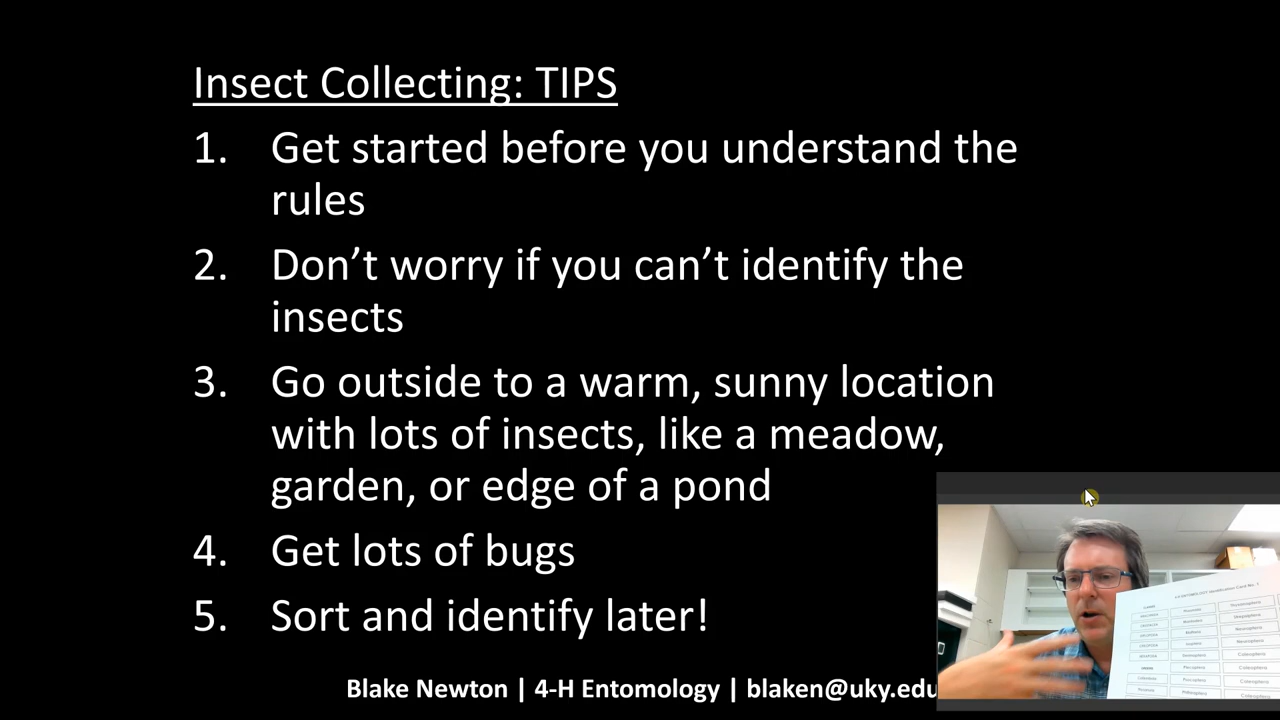 Insect Collecting: TIPS
1. Get started before you understand the
rules
2. Don’t worry if you can’t identify the
insects
3. Go outside to a warm, sunny location
with lots of insects, like a meadow,
garden, or edge of a pond
4. Get lots of bugs
5. Sort and identify later!
Blake Newton | 4-H Entomology | blaken@uky.edu